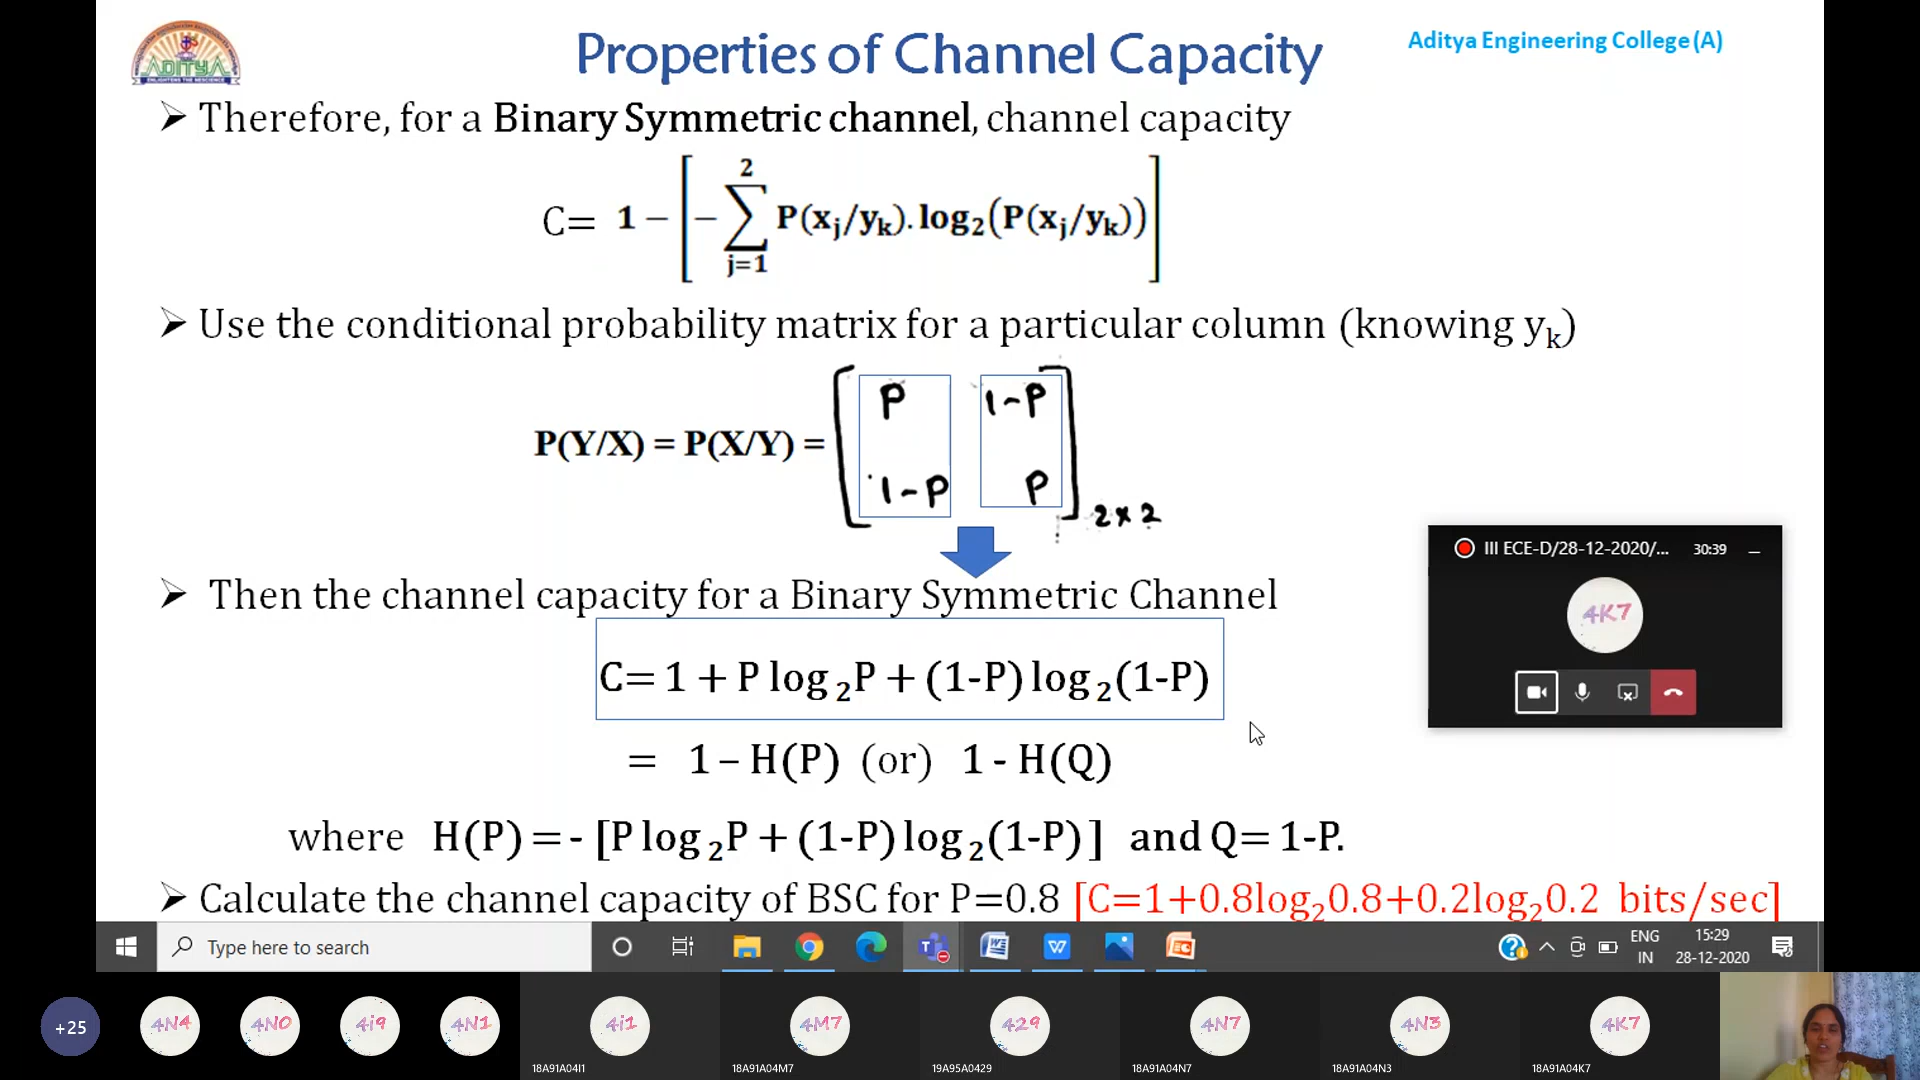 ADITYA
Properties of Channel Capacity
Aditya Engineering College (A)
➢ Therefore, for a Binary Symmetric channel, channel capacity
C= 1 − [ − ∑ 2 j=1 P(xj/yk). log2(P(xj/yk)) ]
➢ Use the conditional probability matrix for a particular column (knowing yk)
P(Y/X) = P(X/Y) =
P 1-P
1-P P
2×2
➢ Then the channel capacity for a Binary Symmetric Channel
C= 1 + P log2P + (1-P) log2(1-P)
= 1 – H(P) (or) 1 - H(Q)
where H(P) = - [P log2P + (1-P) log2(1-P)] and Q= 1-P.
➢ Calculate the channel capacity of BSC for P=0.8 [C=1+0.8log20.8+0.2log20.2 bits/sec]
III ECE-D/28-12-2020/... 30:39
4K7
Type here to search
ENG
IN
15:29
28-12-2020
+25 4N4 4N0 4i9 4N1 4i1 4M7 429 4N7 4N3 4K7
18A91A04I1 18A91A04M7 19A95A0429 18A91A04N7 18A91A04N3 18A91A04K7